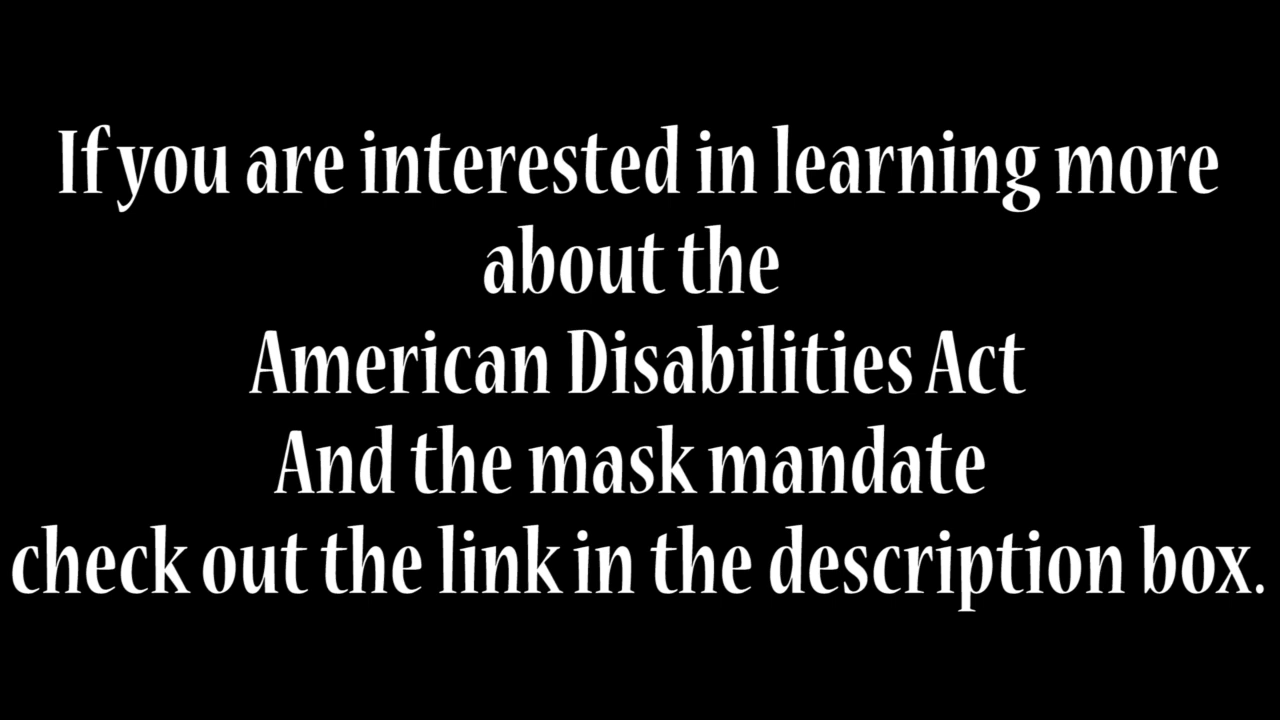 If you are interested in learning more
about the
American Disabilities Act
And the mask mandate
check out the link in the description box.